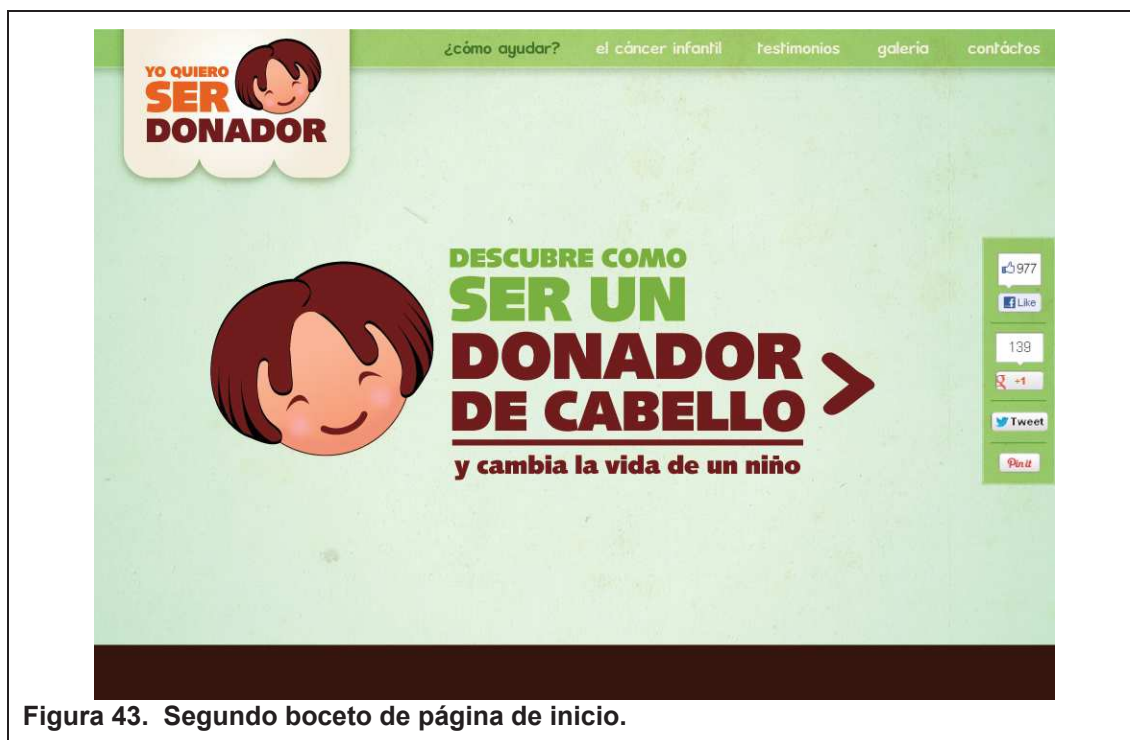 ¿cómo ayudar? el cáncer infantil testimonios galería contáctos
YO QUIERO
SER
DONADOR
DESCUBRE COMO
SER UN
DONADOR
DE CABELLO
y cambia la vida de un niño
977
Like
139
+1
Tweet
Pin it
Figura 43. Segundo boceto de página de inicio.